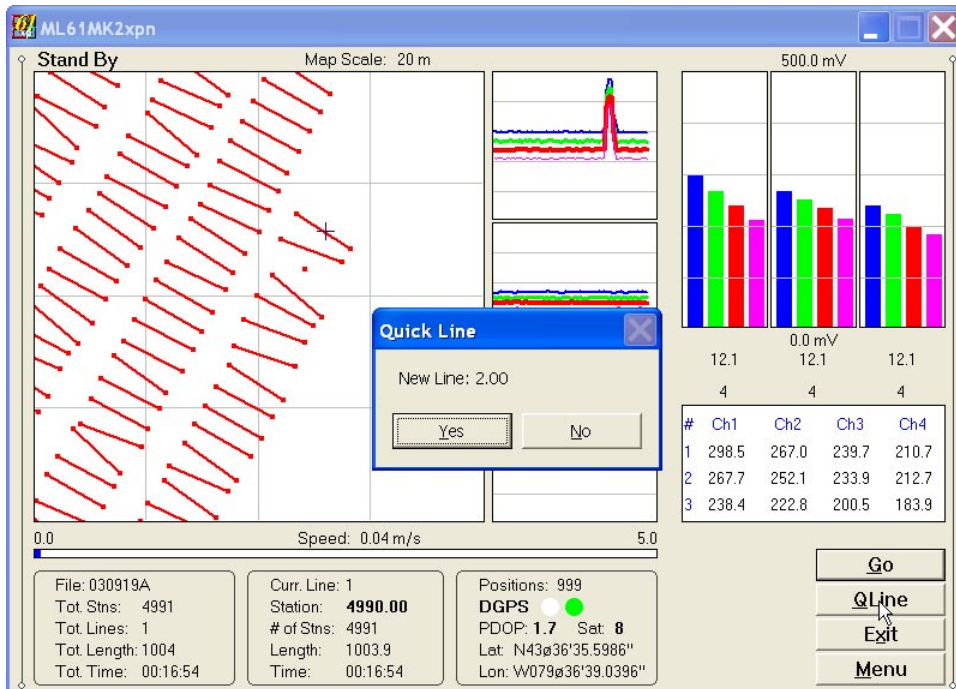 ML61MK2xpn
Stand By
Map Scale: 20 m
500.0 mV
Quick Line
New Line: 2.00
Yes
No
0.0 mV
12.1 12.1 12.1
4 4 4
# Ch1 Ch2 Ch3 Ch4
1 298.5 267.0 239.7 210.7
2 267.7 252.1 233.9 212.7
3 238.4 222.8 200.5 183.9
0.0 Speed: 0.04 m/s 5.0
File: 030919A
Tot. Stns: 4991
Tot. Lines: 1
Tot. Length: 1004
Tot. Time: 00:16:54
Curr. Line: 1
Station: 4990.00
# of Stns: 4991
Length: 1003.9
Time: 00:16:54
Positions: 999
DGPS
PDOP: 1.7 Sat: 8
Lat: N43ø36'35.5986"
Lon: W079ø36'39.0396"
Go
QLine
Exit
Menu